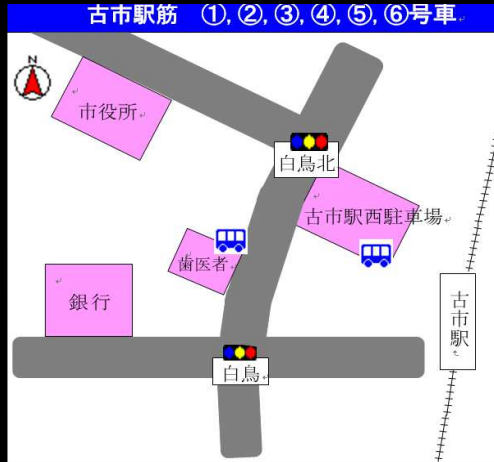 古市駅筋 ①,②,③,④,⑤,⑥号車
N
市役所
白鳥北
古市駅西駐車場
歯医者
銀行
古市駅
白鳥